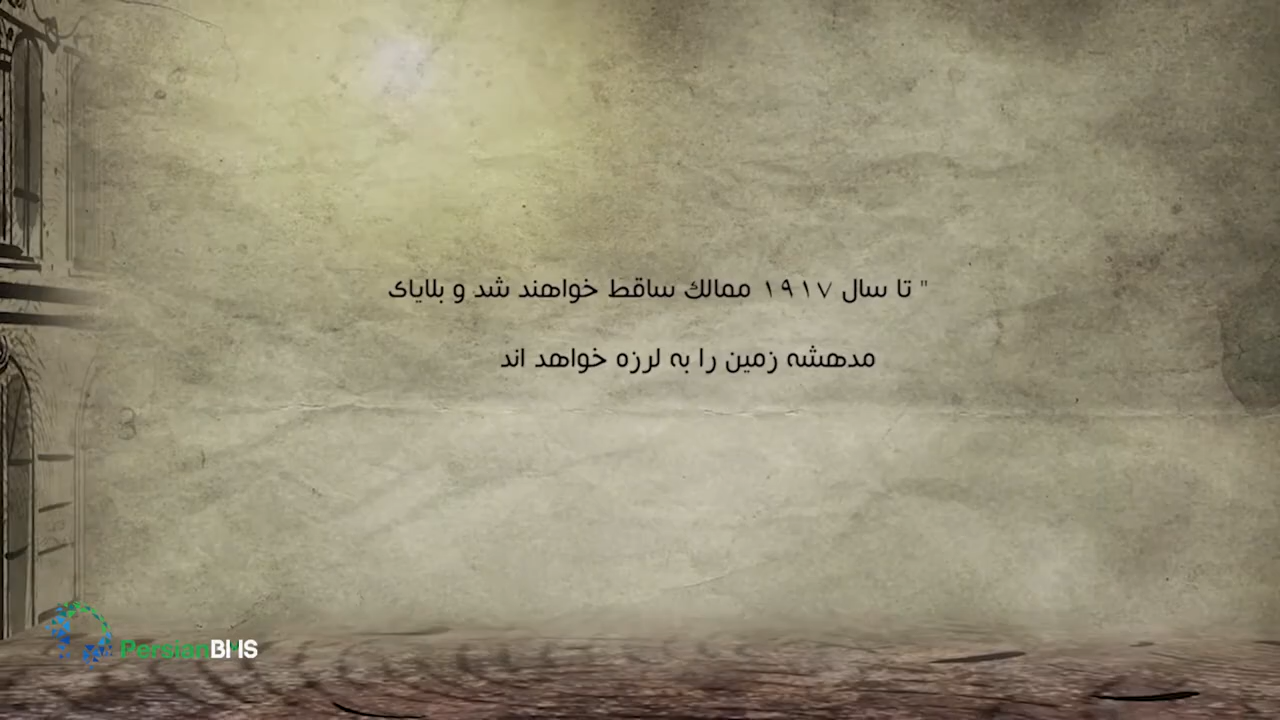 " تا سال ۱۹۱۷ ممالك ساقط خواهند شد و بلایای
مدهشه زمین را به لرزه خواهد اند
PersianBMS